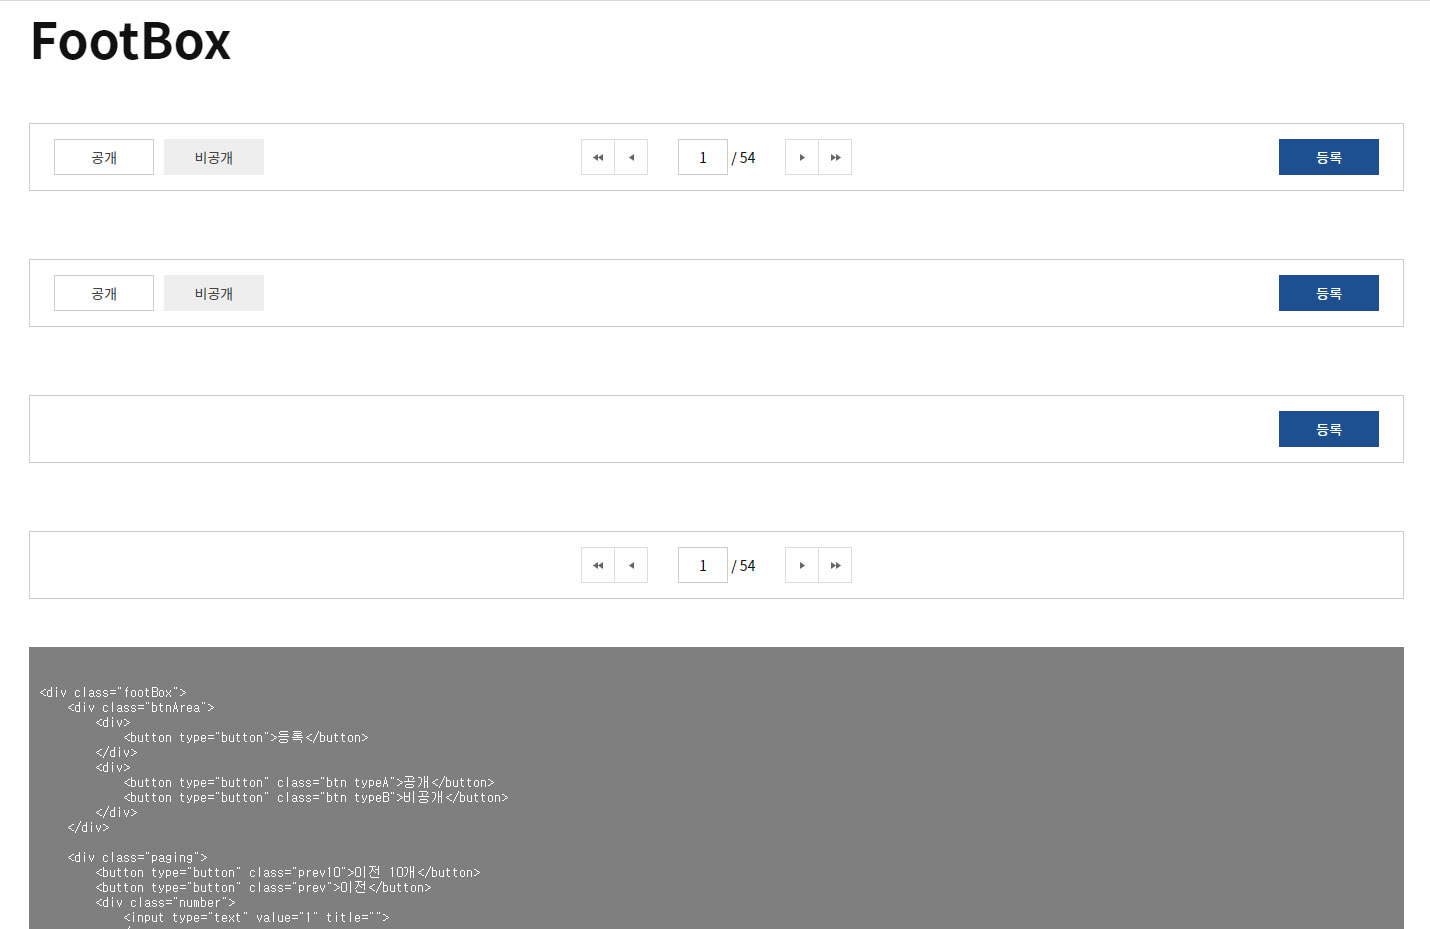 FootBox
공개 비공개 1 / 54 등록
공개 비공개 등록
등록
1 / 54
<div class="footBox">
<div class="btnArea">
<div>
<button type="button">등록</button>
</div>
<div>
<button type="button" class="btn typeA">공개</button>
<button type="button" class="btn typeB">비공개</button>
</div>
</div>
<div class="paging">
<button type="button" class="prev10">이전 10개</button>
<button type="button" class="prev">이전</button>
<div class="number">
<input type="text" value="1" title="">